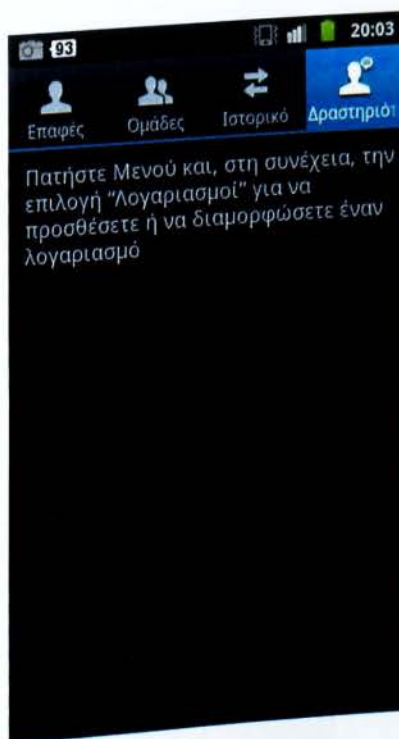 93 20:03
Επαφές Ομάδες Ιστορικό Δραστηριότ
Πατήστε Μενού και, στη συνέχεια, την
επιλογή “Λογαριασμοί” για να
προσθέσετε ή να διαμορφώσετε έναν
λογαριασμό